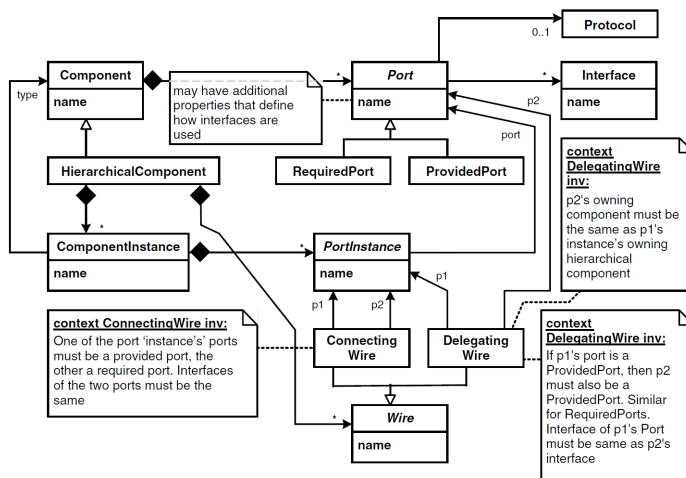 Protocol
0..1
Component
Port
Interface
*
*
type
name
may have additional
properties that define
how interfaces are
used
name
name
p2
port
context
DelegatingWire
inv:
p2's owning
component must be
the same as p1's
instance's owning
hierarchical
component
HierarchicalComponent
RequiredPort
ProvidedPort
*
ComponentInstance
*
PortInstance
name
name
p1
p1
p2
context ConnectingWire inv:
One of the port ‘instance's’ ports
must be a provided port, the
other a required port. Interfaces
of the two ports must be the
same
Connecting
Wire
Delegating
Wire
context
DelegatingWire inv:
If p1's port is a
ProvidedPort, then p2
must also be a
ProvidedPort. Similar
for RequiredPorts.
Interface of p1's Port
must be same as p2's
interface
*
Wire
name